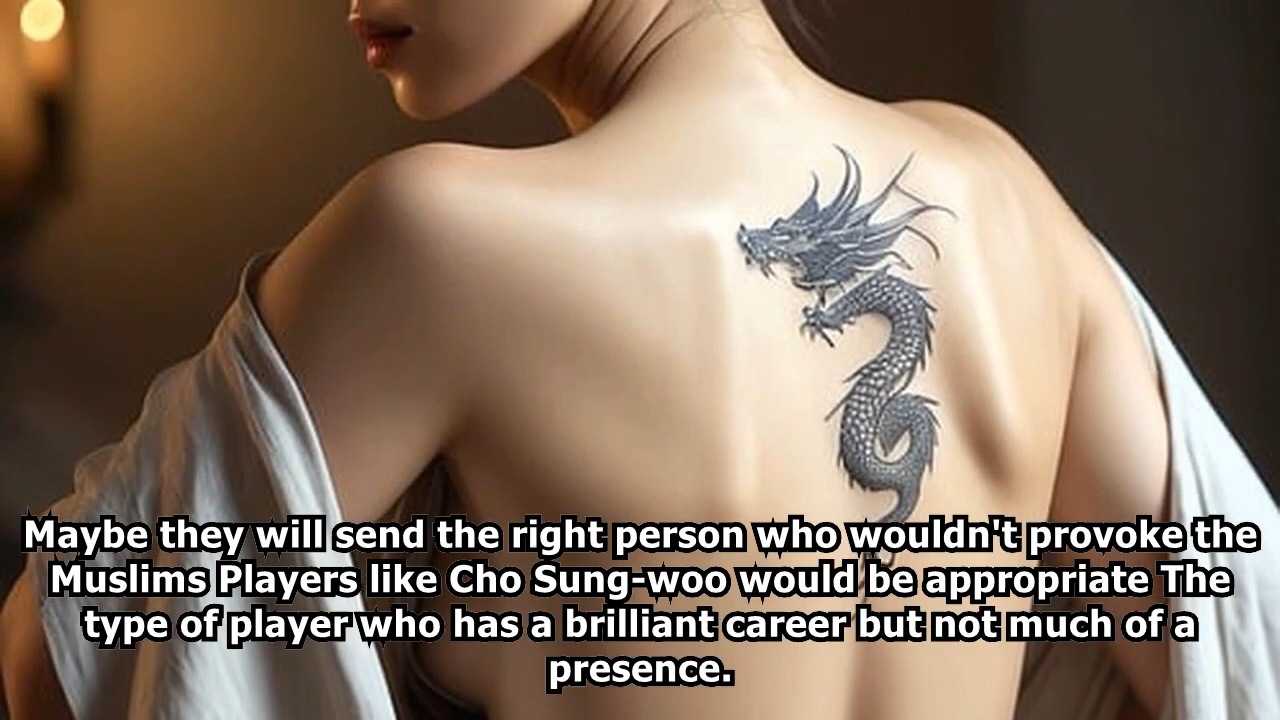 Maybe they will send the right person who wouldn't provoke the
Muslims Players like Cho Sung-woo would be appropriate The
type of player who has a brilliant career but not much of a
presence.